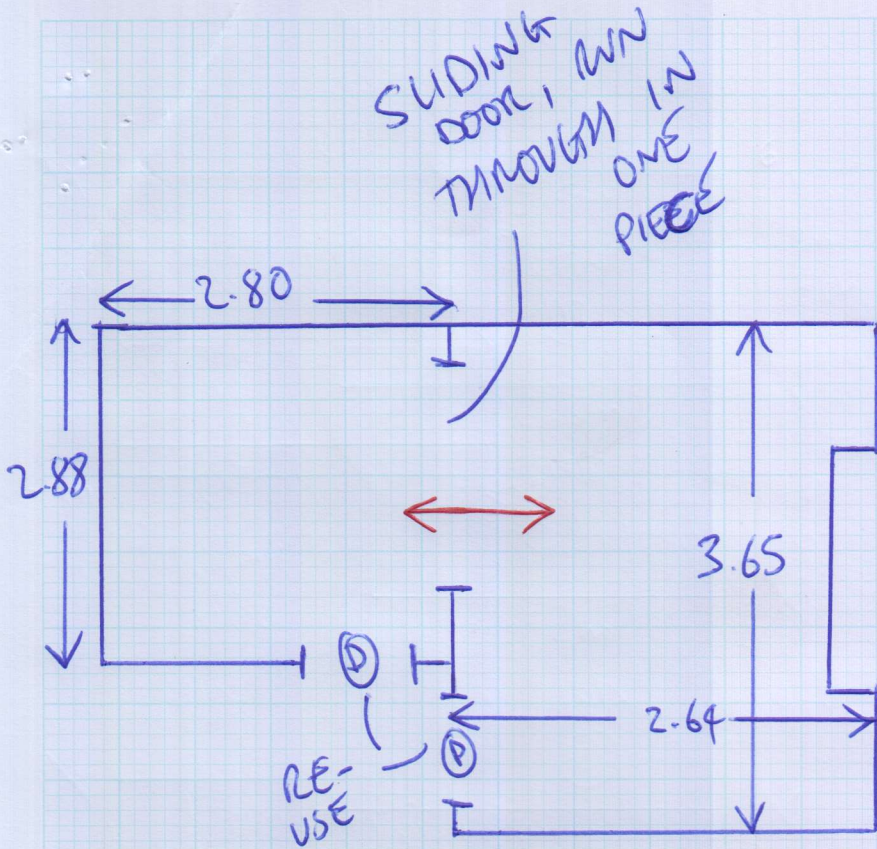 SLIDING
DOOR, RUN
THROUGH IN
ONE
PIECE
2.80
2.88
3.65
D
2.64
D
RE-
USE